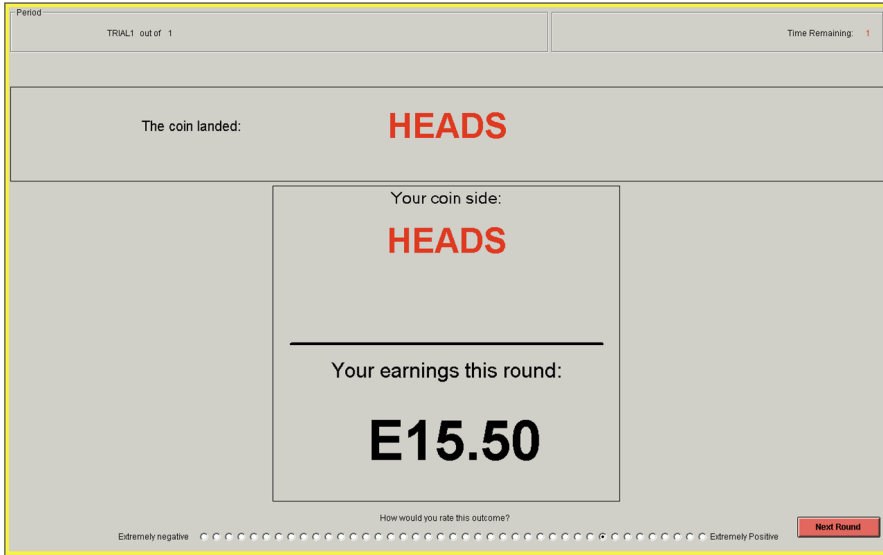 Period
TRIAL1 out of 1
Time Remaining: 1
The coin landed: HEADS
Your coin side:
HEADS
Your earnings this round:
E15.50
How would you rate this outcome?
Extremely negative Extremely Positive
Next Round